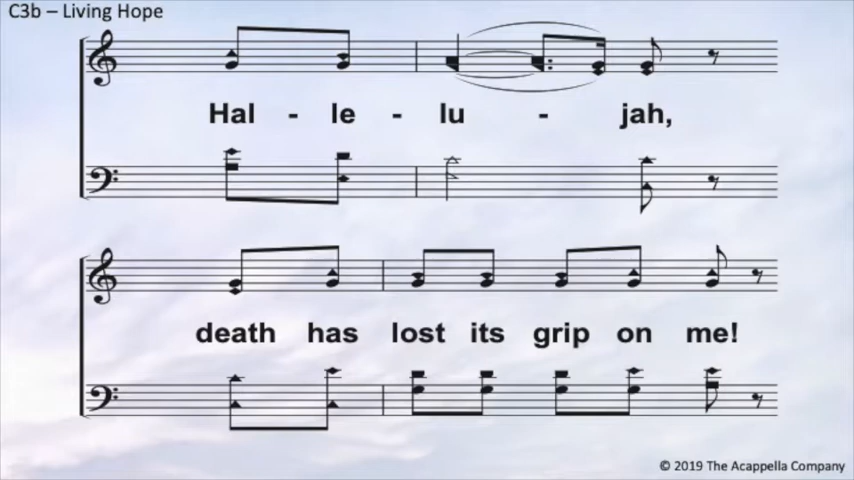 C3b – Living Hope
Hal - le - lu - jah,
death has lost its grip on me!
© 2019 The Acappella Company